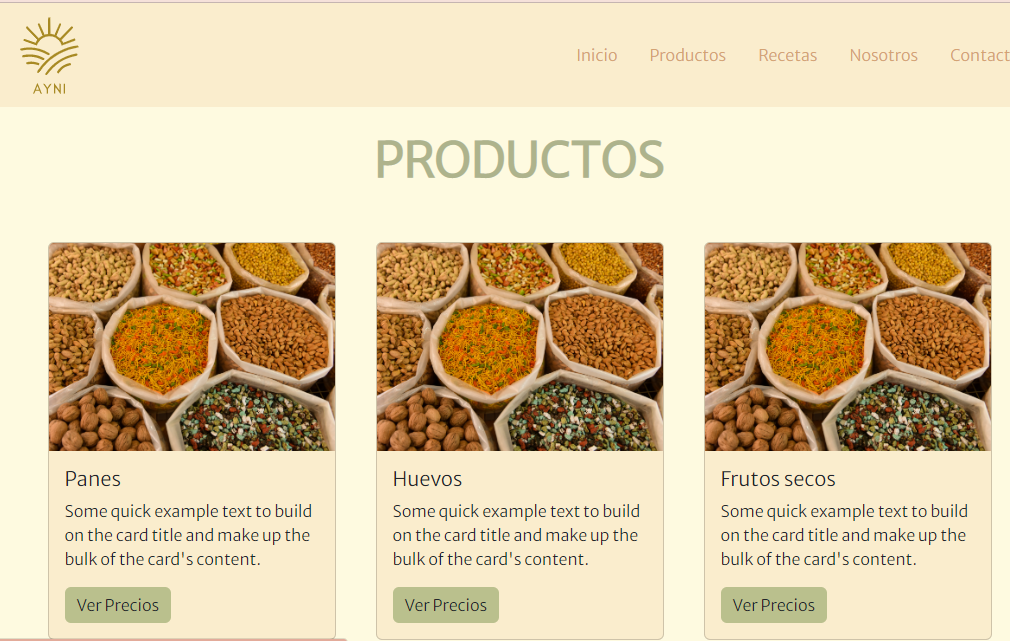 AYNI
Inicio Productos Recetas Nosotros Contact
PRODUCTOS
Panes
Some quick example text to build
on the card title and make up the
bulk of the card's content.
Ver Precios
Huevos
Some quick example text to build
on the card title and make up the
bulk of the card's content.
Ver Precios
Frutos secos
Some quick example text to build
on the card title and make up the
bulk of the card's content.
Ver Precios